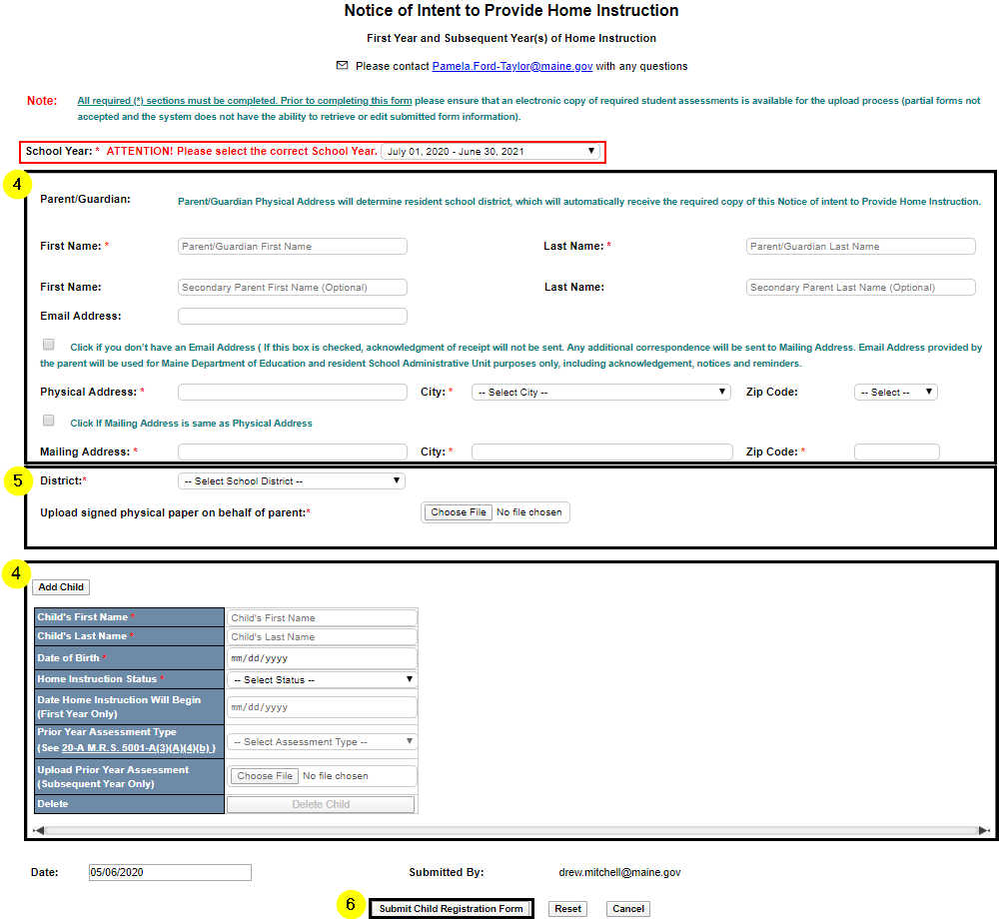 Notice of Intent to Provide Home Instruction
First Year and Subsequent Year(s) of Home Instruction
Please contact Pamela.Ford-Taylor@maine.gov with any questions
Note: All required (*) sections must be completed. Prior to completing this form please ensure that an electronic copy of required student assessments is available for the upload process (partial forms not
accepted and the system does not have the ability to retrieve or edit submitted form information).
School Year: * ATTENTION! Please select the correct School Year. July 01, 2020 - June 30, 2021
4
Parent/Guardian: Parent/Guardian Physical Address will determine resident school district, which will automatically receive the required copy of this Notice of intent to Provide Home Instruction.
First Name: * Parent/Guardian First Name Last Name: * Parent/Guardian Last Name
First Name: Secondary Parent First Name (Optional) Last Name: Secondary Parent Last Name (Optional)
Email Address:
Click if you don't have an Email Address ( If this box is checked, acknowledgment of receipt will not be sent. Any additional correspondence will be sent to Mailing Address. Email Address provided by
the parent will be used for Maine Department of Education and resident School Administrative Unit purposes only, including acknowledgement, notices and reminders.
Physical Address: * City: * -- Select City -- Zip Code: -- Select --
Click If Mailing Address is same as Physical Address
Mailing Address: * City: * Zip Code: *
5
District:* -- Select School District --
Upload signed physical paper on behalf of parent:* Choose File No file chosen
4
Add Child
Child's First Name * Child's First Name
Child's Last Name * Child's Last Name
Date of Birth * mm/dd/yyyy
Home Instruction Status * -- Select Status --
Date Home Instruction Will Begin
(First Year Only) mm/dd/yyyy
Prior Year Assessment Type
(See 20-A M.R.S. 5001-A(3)(A)(4)(b) ) -- Select Assessment Type --
Upload Prior Year Assessment
(Subsequent Year Only) Choose File No file chosen
Delete Delete Child
Date: 05/06/2020 Submitted By: drew.mitchell@maine.gov
6 Submit Child Registration Form Reset Cancel